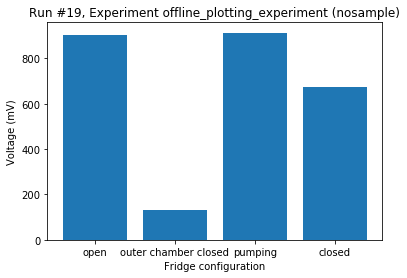 Run #19, Experiment offline_plotting_experiment (nosample)
800
600
400
200
0
Voltage (mV)
open outer chamber closed pumping closed
Fridge configuration